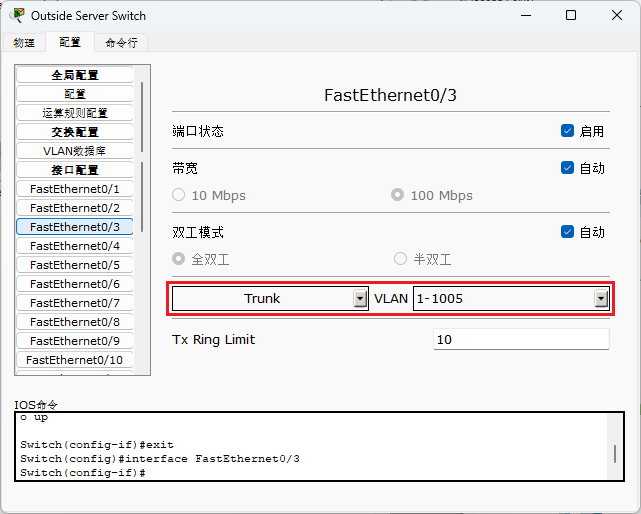 Outside Server Switch
物理 配置 命令行
全局配置
配置
运算规则配置
交换配置
VLAN数据库
接口配置
FastEthernet0/1
FastEthernet0/2
FastEthernet0/3
FastEthernet0/4
FastEthernet0/5
FastEthernet0/6
FastEthernet0/7
FastEthernet0/8
FastEthernet0/9
FastEthernet0/10
FastEthernet0/3
端口状态 启用
带宽 自动
10 Mbps 100 Mbps
双工模式 自动
全双工 半双工
Trunk VLAN 1-1005
Tx Ring Limit 10
IOS命令
o up
Switch(config-if)#exit
Switch(config)#interface FastEthernet0/3
Switch(config-if)#